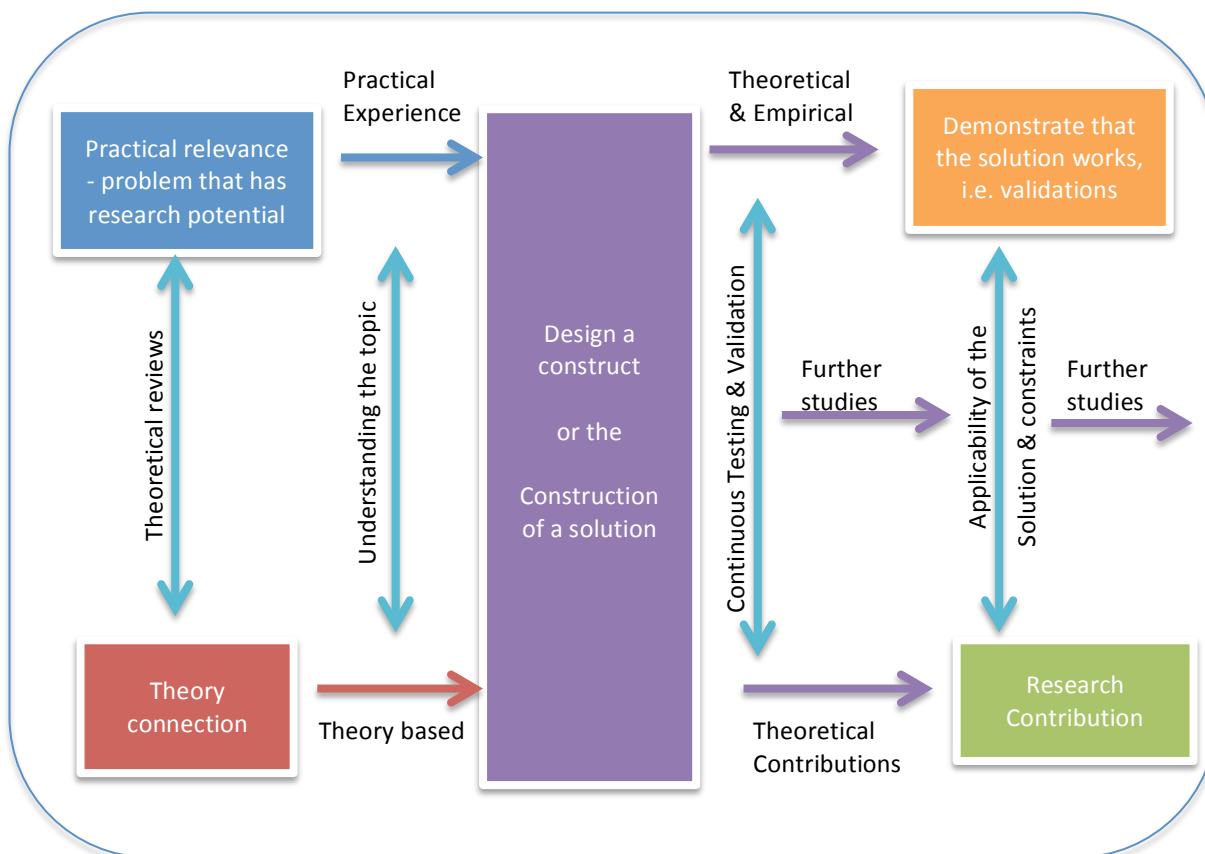 Practical
Experience
Theoretical
& Empirical
Practical relevance
- problem that has
research potential
Demonstrate that
the solution works,
i.e. validations
Theoretical reviews
Understanding the topic
Design a
construct
or the
Construction
of a solution
Continuous Testing & Validation
Further
studies
Applicability of the
Solution & constraints
Further
studies
Theory
connection
Theory based
Theoretical
Contributions
Research
Contribution